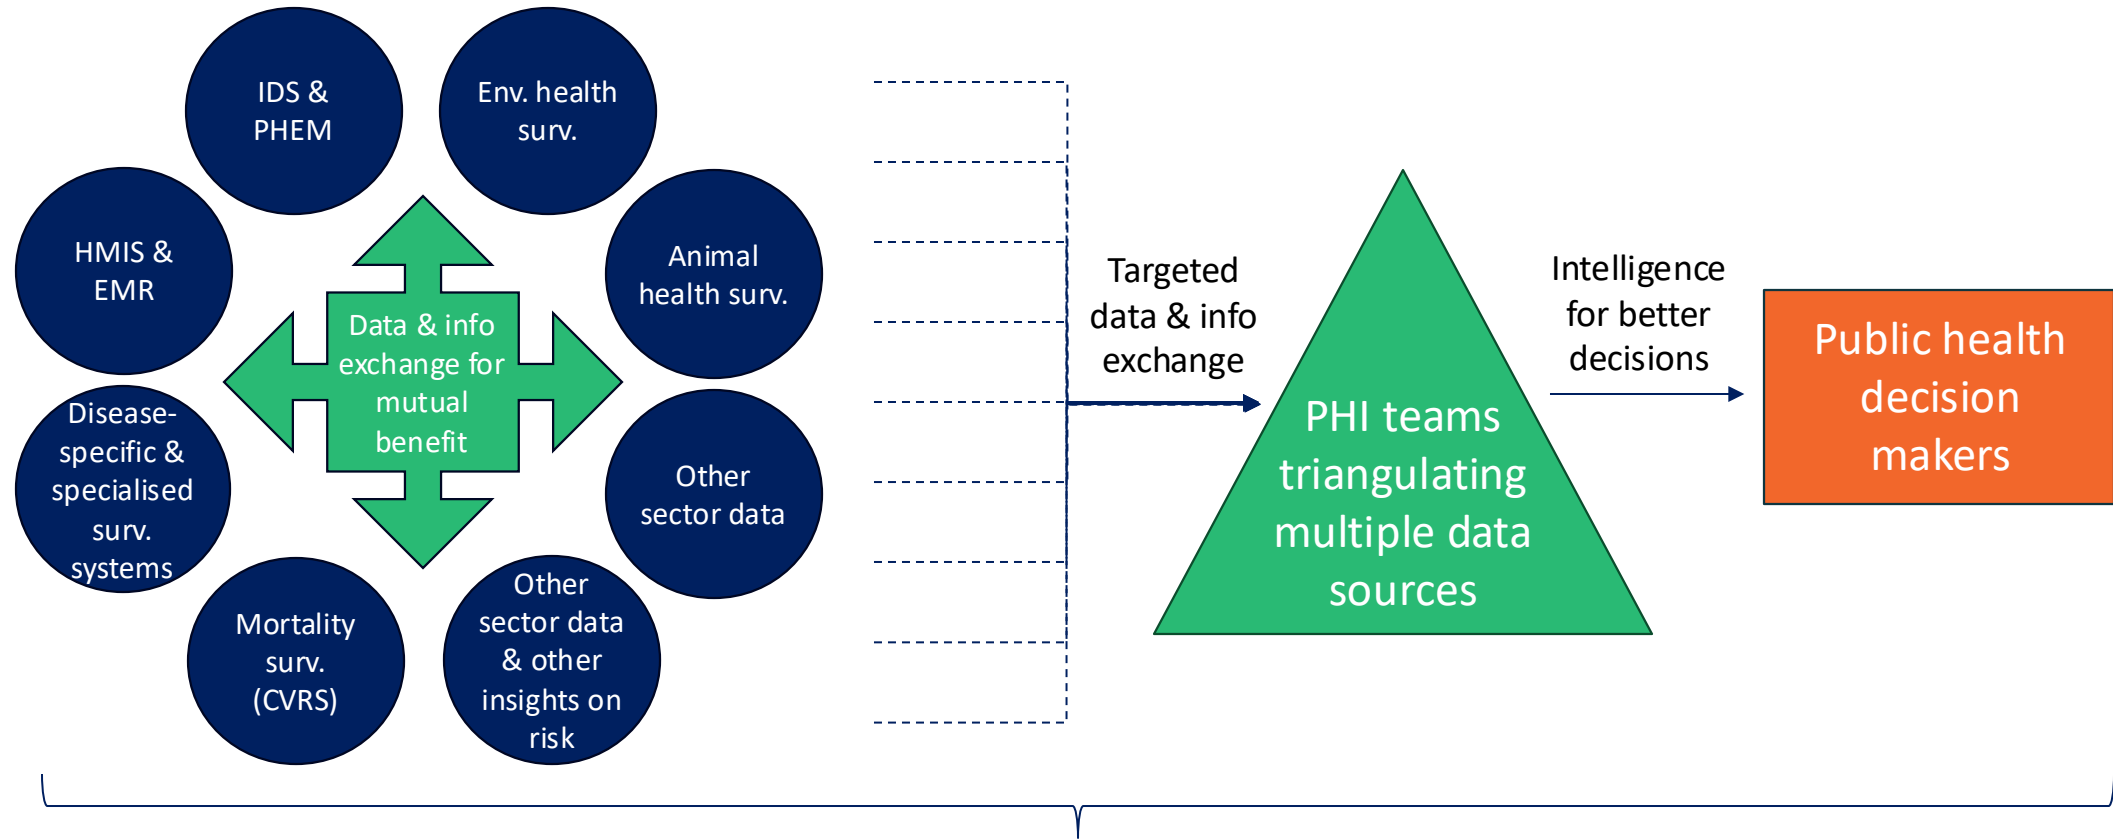 IDS &
PHEM
Env. health
surv.
HMIS &
EMR
Animal
health surv.
Data & info
exchange for
mutual
benefit
Disease-
specific &
specialised
surv.
systems
Other
sector data
Mortality
surv.
(CVRS)
Other
sector data
& other
insights on
risk
Targeted
data & info
exchange
PHI teams
triangulating
multiple data
sources
Intelligence
for better
decisions
Public health
decision
makers